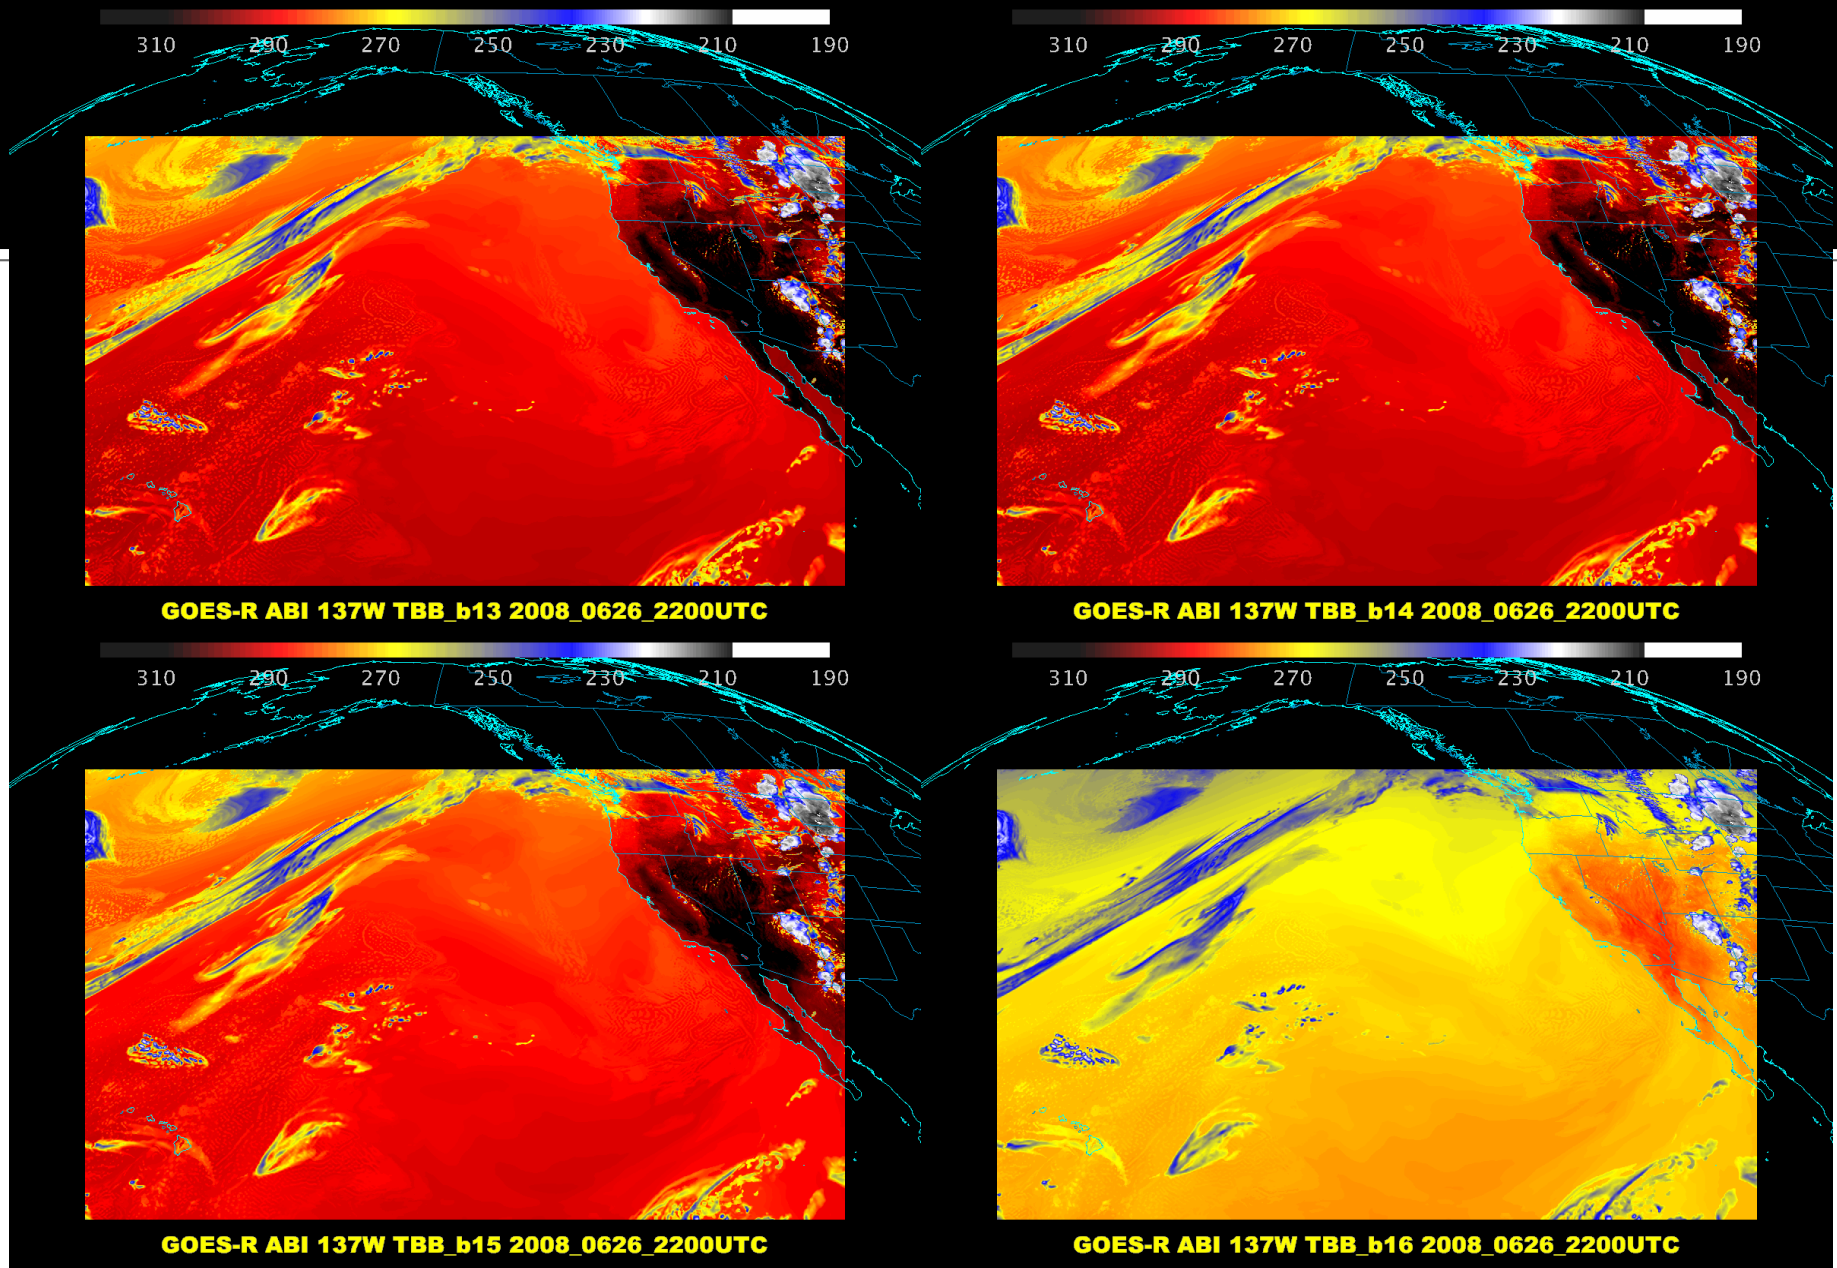 310 290 270 250 230 210 190
310 290 270 250 230 210 190
GOES-R ABI 137W TBB_b13 2008_0626_2200UTC
GOES-R ABI 137W TBB_b14 2008_0626_2200UTC
310 290 270 250 230 210 190
310 290 270 250 230 210 190
GOES-R ABI 137W TBB_b15 2008_0626_2200UTC
GOES-R ABI 137W TBB_b16 2008_0626_2200UTC